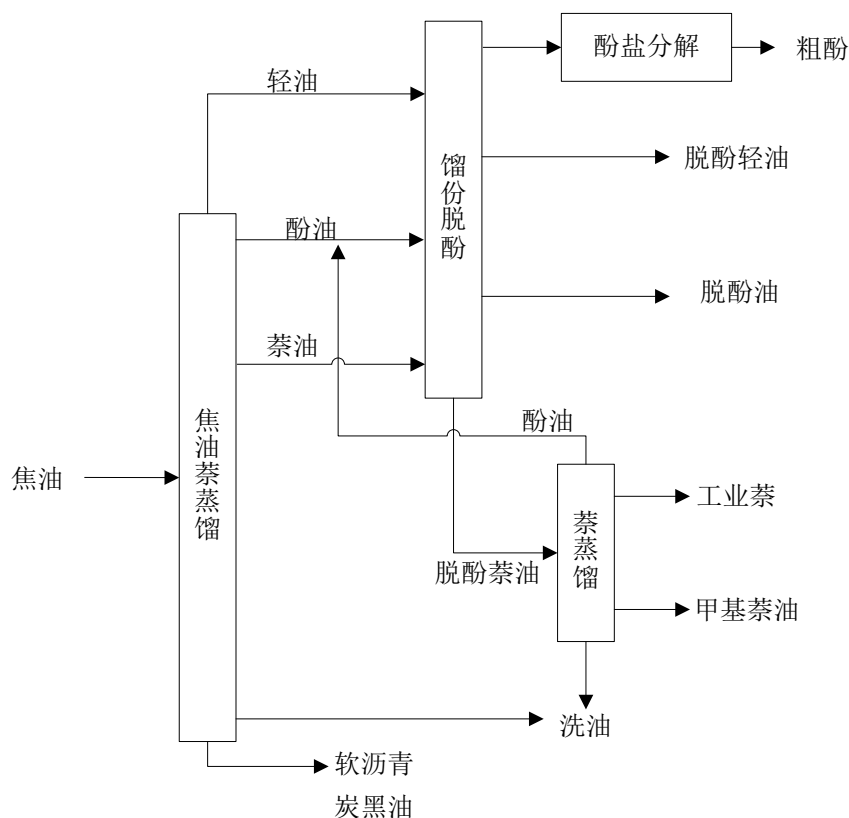 酚盐分解
粗酚
轻油
馏份脱酚
脱酚轻油
酚油
脱酚油
萘油
焦油
焦油萘蒸馏
酚油
萘蒸馏
工业萘
脱酚萘油
甲基萘油
洗油
软沥青
炭黑油